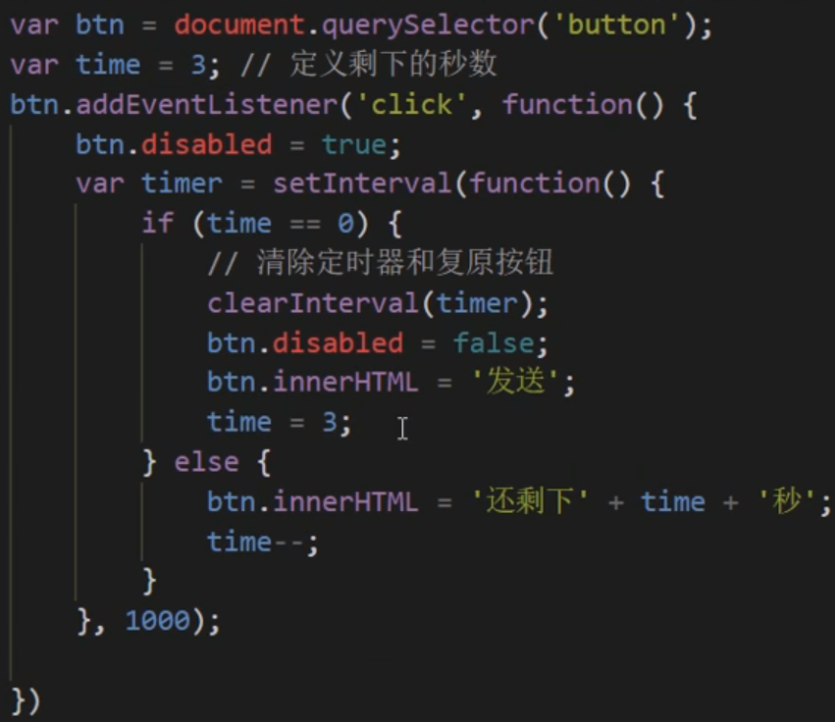 var btn = document.querySelector('button');
var time = 3; // 定义剩下的秒数
btn.addEventListener('click', function() {
    btn.disabled = true;
    var timer = setInterval(function() {
        if (time == 0) {
            // 清除定时器和复原按钮
            clearInterval(timer);
            btn.disabled = false;
            btn.innerHTML = '发送';
            time = 3;
        } else {
            btn.innerHTML = '还剩下' + time + '秒';
            time--;
        }
    }, 1000);
})